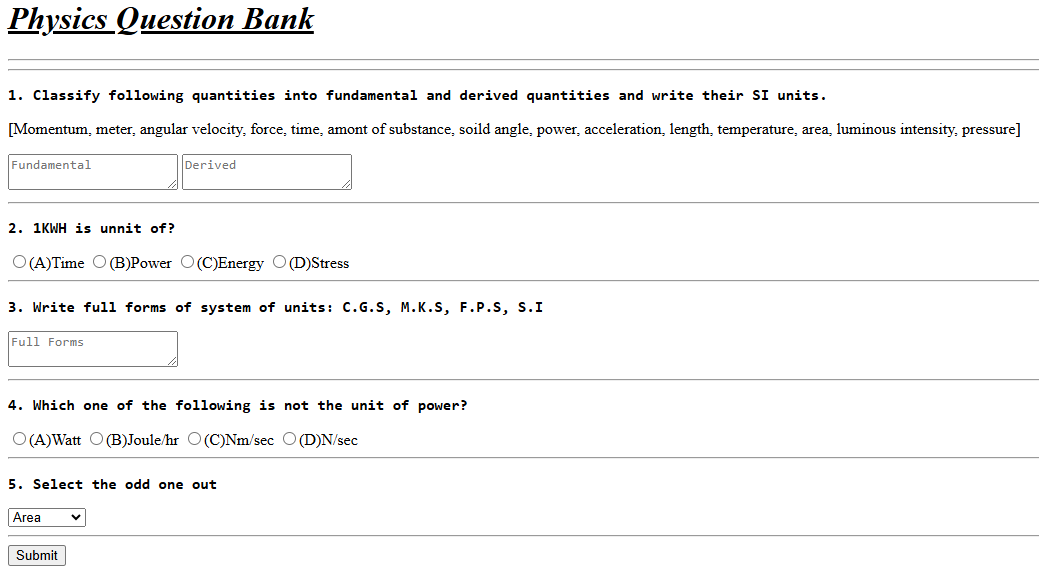 Physics Question Bank
1. Classify following quantities into fundamental and derived quantities and write their SI units.
[Momentum, meter, angular velocity, force, time, amont of substance, soild angle, power, acceleration, length, temperature, area, luminous intensity, pressure]
Fundamental Derived
2. 1KWH is unnit of?
(A)Time (B)Power (C)Energy (D)Stress
3. Write full forms of system of units: C.G.S, M.K.S, F.P.S, S.I
Full Forms
4. Which one of the following is not the unit of power?
(A)Watt (B)Joule/hr (C)Nm/sec (D)N/sec
5. Select the odd one out
Area
Submit